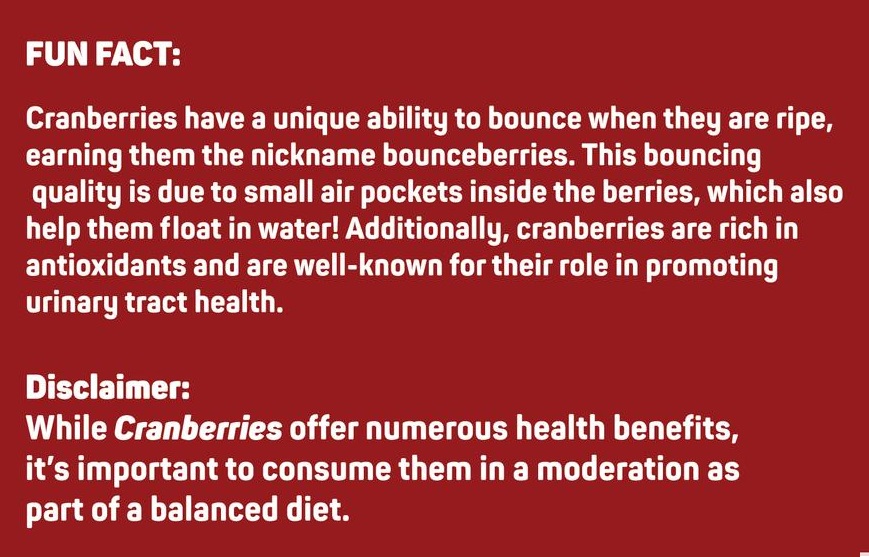 FUN FACT:
Cranberries have a unique ability to bounce when they are ripe,
earning them the nickname bounceberries. This bouncing
quality is due to small air pockets inside the berries, which also
help them float in water! Additionally, cranberries are rich in
antioxidants and are well-known for their role in promoting
urinary tract health.
Disclaimer:
While Cranberries offer numerous health benefits,
it's important to consume them in a moderation as
part of a balanced diet.